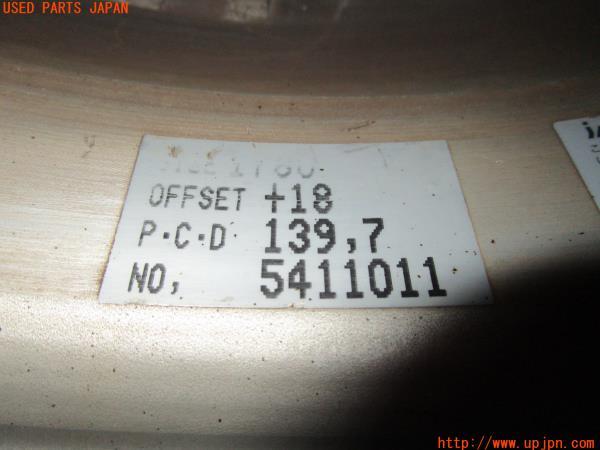 USED PARTS JAPAN
OFFSET +18
P·C·D 139,7
NO, 5411011
http://www.upjpn.com/